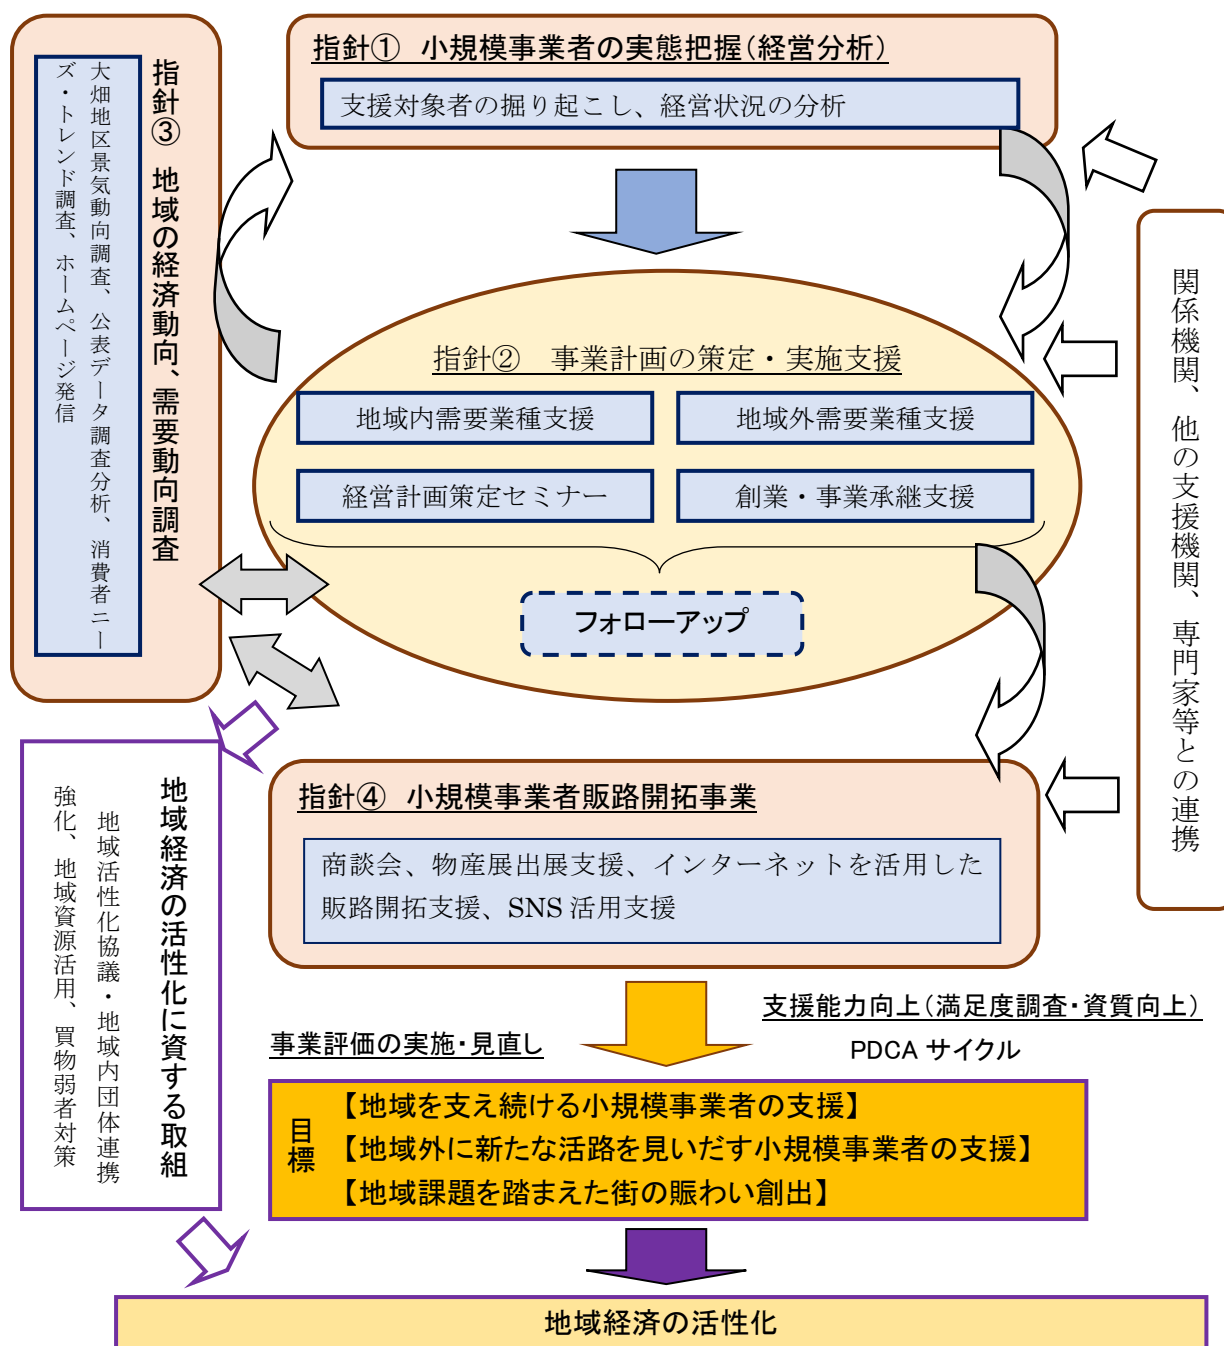 指針① 小規模事業者の実態把握(経営分析)
支援対象者の掘り起こし、経営状況の分析
指針③ 地域の経済動向、需要動向調査
大畑地区景気動向調査、公表データ調査分析、消費者ニー
ズ・トレンド調査、ホームページ発信
指針② 事業計画の策定・実施支援
地域内需要業種支援
地域外需要業種支援
経営計画策定セミナー
創業・事業承継支援
フォローアップ
関係機関、他の支援機関、専門家等との連携
指針④ 小規模事業者販路開拓事業
商談会、物産展出展支援、インターネットを活用した
販路開拓支援、SNS 活用支援
地域経済の活性化に資する取組
地域活性化協議・地域内団体連携
強化、地域資源活用、買物弱者対策
支援能力向上(満足度調査・資質向上)
事業評価の実施・見直し
PDCA サイクル
目標
【地域を支え続ける小規模事業者の支援】
【地域外に新たな活路を見いだす小規模事業者の支援】
【地域課題を踏まえた街の賑わい創出】
地域経済の活性化